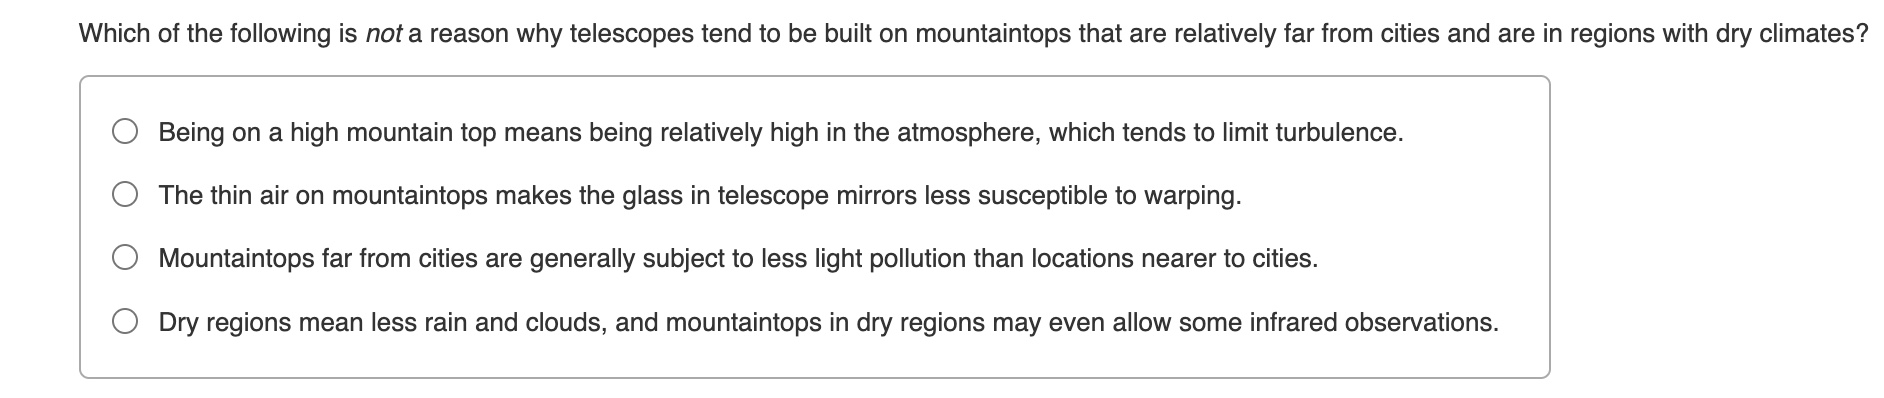 Which of the following is not a reason why telescopes tend to be built on mountaintops that are relatively far from cities and are in regions with dry climates?
Being on a high mountain top means being relatively high in the atmosphere, which tends to limit turbulence.
The thin air on mountaintops makes the glass in telescope mirrors less susceptible to warping.
Mountaintops far from cities are generally subject to less light pollution than locations nearer to cities.
Dry regions mean less rain and clouds, and mountaintops in dry regions may even allow some infrared observations.